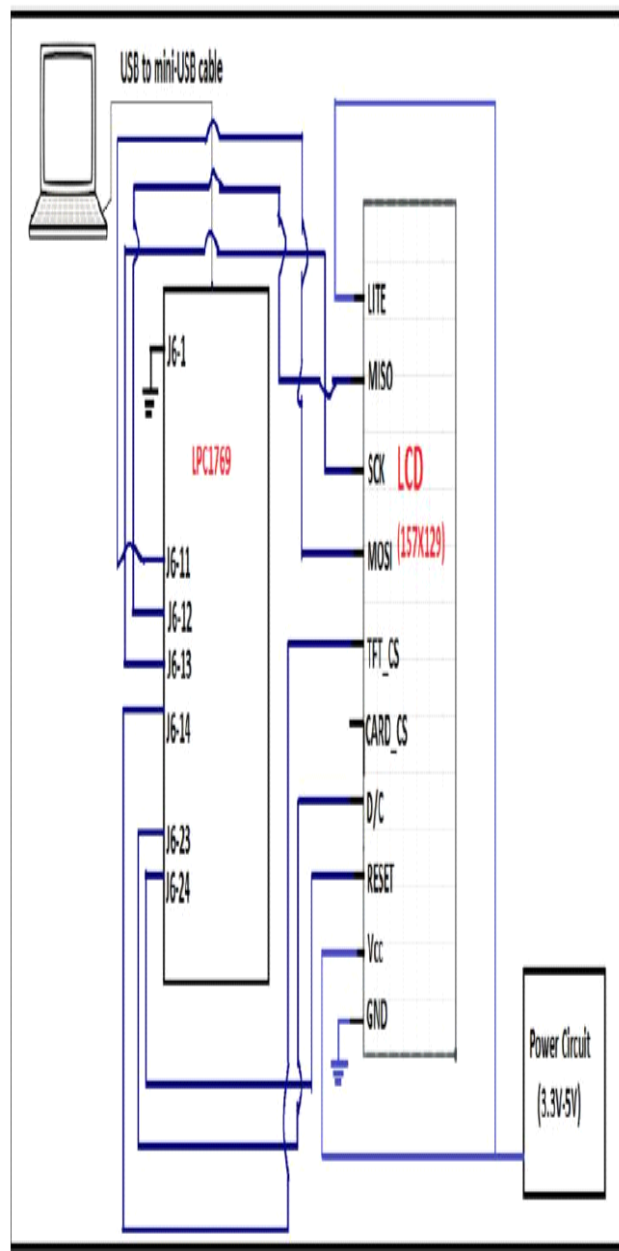 USB to mini-USB cable
J6-1
LPC1769
J6-11
J6-12
J6-13
J6-14
J6-23
J6-24
LITE
MISO
SCK
LCD
(157X129)
MOSI
TFT_CS
CARD_CS
D/C
RESET
Vcc
GND
Power Circuit
(3.3V-5V)